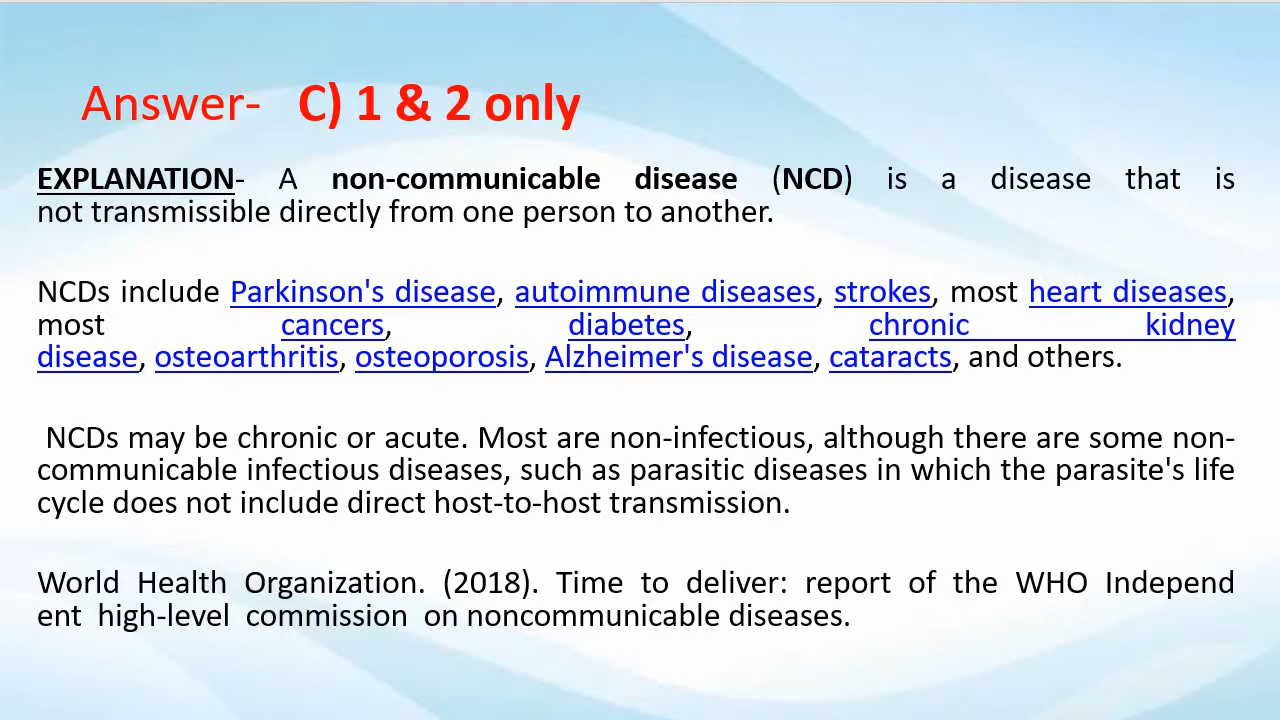 Answer- C) 1 & 2 only
EXPLANATION- A non-communicable disease (NCD) is a disease that is
not transmissible directly from one person to another.
NCDs include Parkinson's disease, autoimmune diseases, strokes, most heart diseases,
most cancers, diabetes, chronic kidney
disease, osteoarthritis, osteoporosis, Alzheimer's disease, cataracts, and others.
NCDs may be chronic or acute. Most are non-infectious, although there are some non-
communicable infectious diseases, such as parasitic diseases in which the parasite's life
cycle does not include direct host-to-host transmission.
World Health Organization. (2018). Time to deliver: report of the WHO Independ
ent high-level commission on noncommunicable diseases.